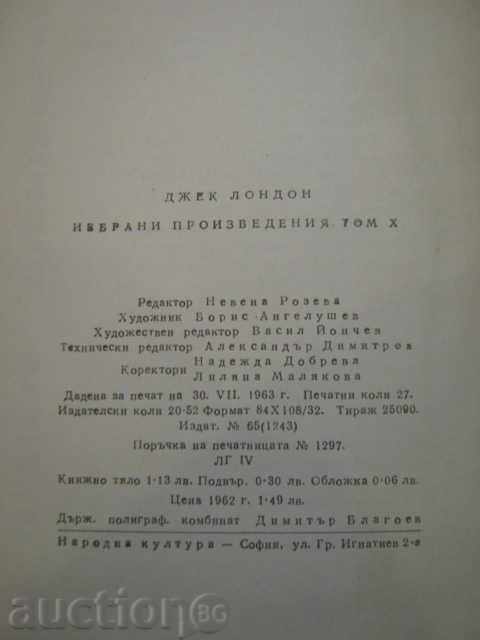 ДЖЕК ЛОНДОН
ИЗБРАНИ ПРОИЗВЕДЕНИЯ. ТОМ X
Редактор Невена Розева
Художник Борис Ангелушев
Художествен редактор Васил Йончев
Технически редактор Александър Димитров
Коректори Надежда Добрева
Лиляна Малякова
Дадена за печат на 30. VII. 1963 г. Печатни коли 27.
Издателски коли 20·52 Формат 84X108/32. Тираж 25090.
Издат. № 65(1243)
Поръчка на печатницата № 1297.
ЛГ IV
Книжно тяло 1·13 лв. Подвър. 0·30 лв. Обложка 0·06 лв.
Цена 1962 г. 1·49 лв.
Държ. полиграф. комбинат Димитър Благоев
Народна култура — София, ул. Гр. Игнатиев 2-а
auction BG